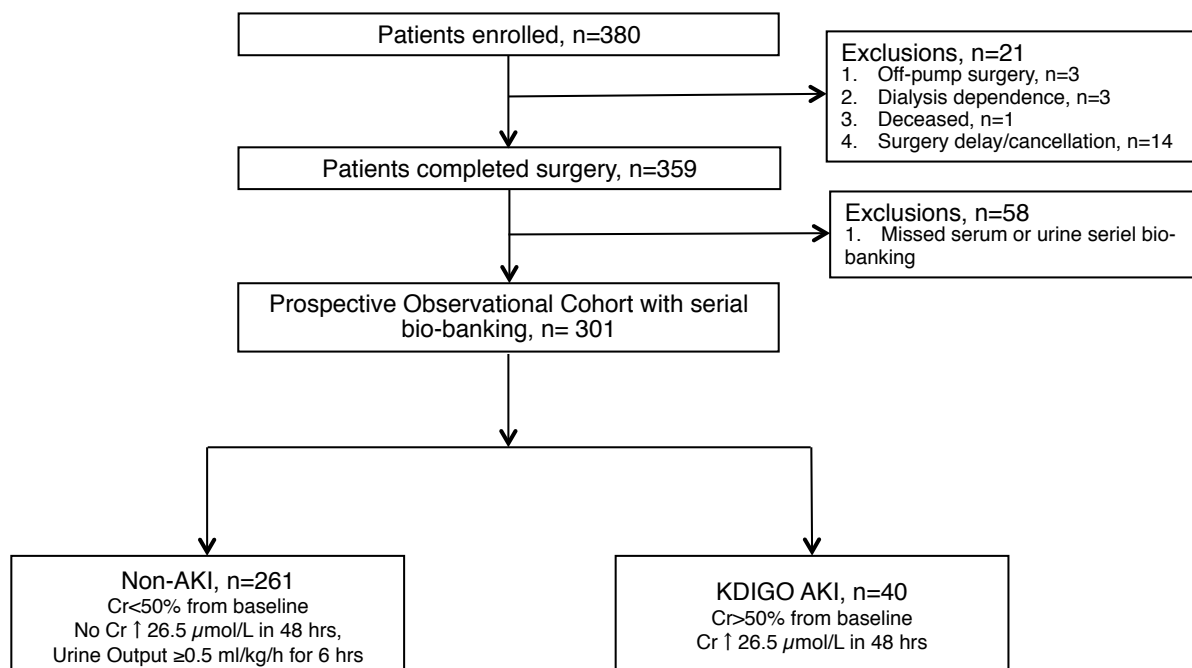 Patients enrolled, n=380
Exclusions, n=21
1. Off-pump surgery, n=3
2. Dialysis dependence, n=3
3. Deceased, n=1
4. Surgery delay/cancellation, n=14
Patients completed surgery, n=359
Exclusions, n=58
1. Missed serum or urine seriel bio-
banking
Prospective Observational Cohort with serial
bio-banking, n= 301
Non-AKI, n=261
Cr<50% from baseline
No Cr ↑ 26.5 µmol/L in 48 hrs,
Urine Output ≥0.5 ml/kg/h for 6 hrs
KDIGO AKI, n=40
Cr>50% from baseline
Cr ↑ 26.5 µmol/L in 48 hrs